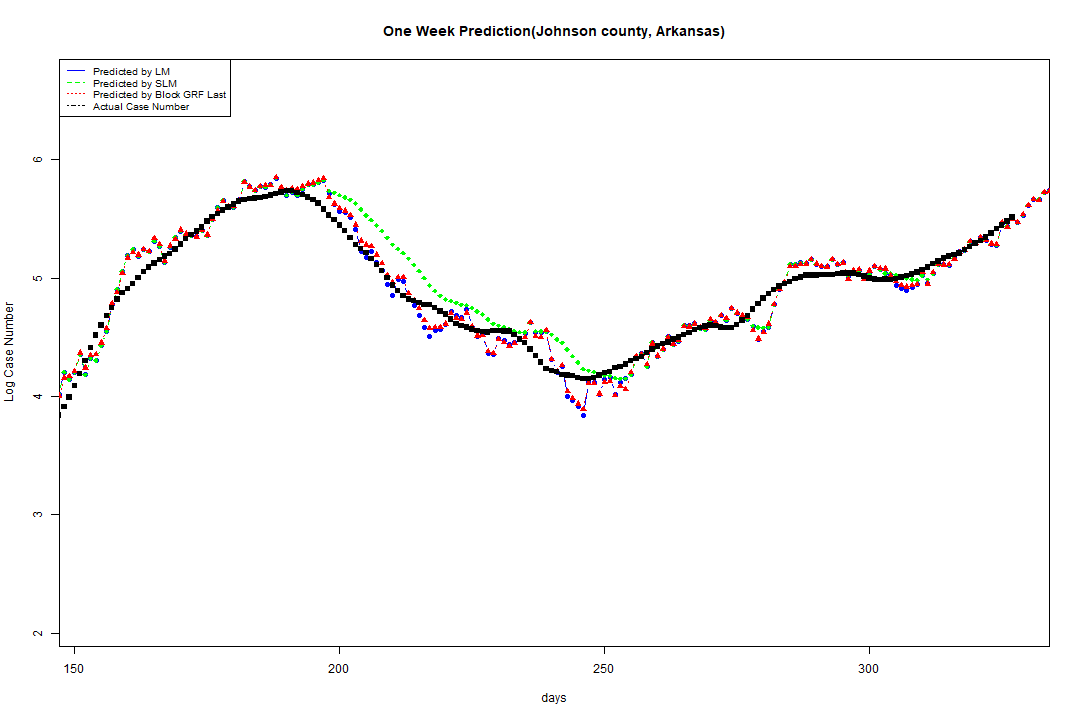 One Week Prediction(Johnson county, Arkansas)
Predicted by LM
Predicted by SLM
Predicted by Block GRF Last
Actual Case Number
6
5
4
3
2
Log Case Number
150 200 250 300
days